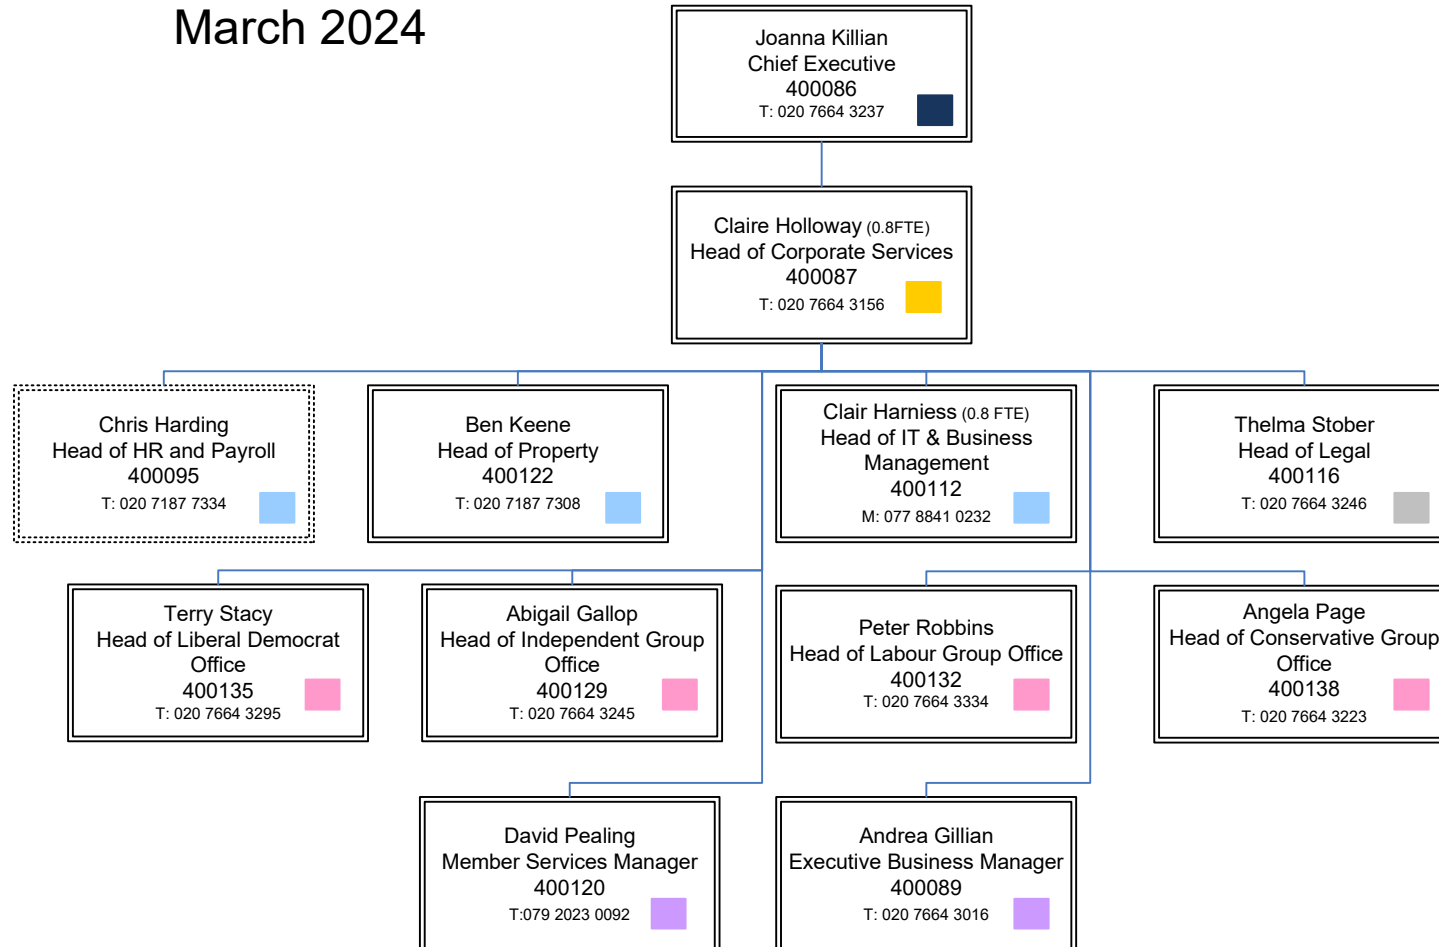 March 2024
Joanna Killian
Chief Executive
400086
T: 020 7664 3237
Claire Holloway (0.8FTE)
Head of Corporate Services
400087
T: 020 7664 3156
Chris Harding
Head of HR and Payroll
400095
T: 020 7187 7334
Ben Keene
Head of Property
400122
T: 020 7187 7308
Clair Harniess (0.8 FTE)
Head of IT & Business
Management
400112
M: 077 8841 0232
Thelma Stober
Head of Legal
400116
T: 020 7664 3246
Terry Stacy
Head of Liberal Democrat
Office
400135
T: 020 7664 3295
Abigail Gallop
Head of Independent Group
Office
400129
T: 020 7664 3245
Peter Robbins
Head of Labour Group Office
400132
T: 020 7664 3334
Angela Page
Head of Conservative Group
Office
400138
T: 020 7664 3223
David Pealing
Member Services Manager
400120
T:079 2023 0092
Andrea Gillian
Executive Business Manager
400089
T: 020 7664 3016